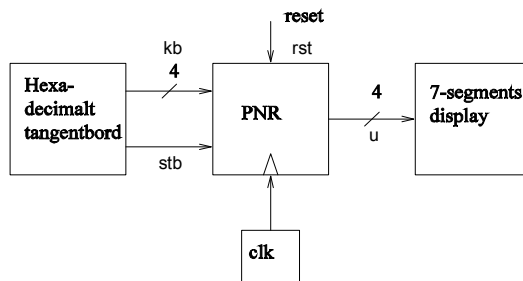 reset
kb
rst
4
Hexa-
decimalt
tangentbord
PNR
4
7-segments
display
stb
u
clk